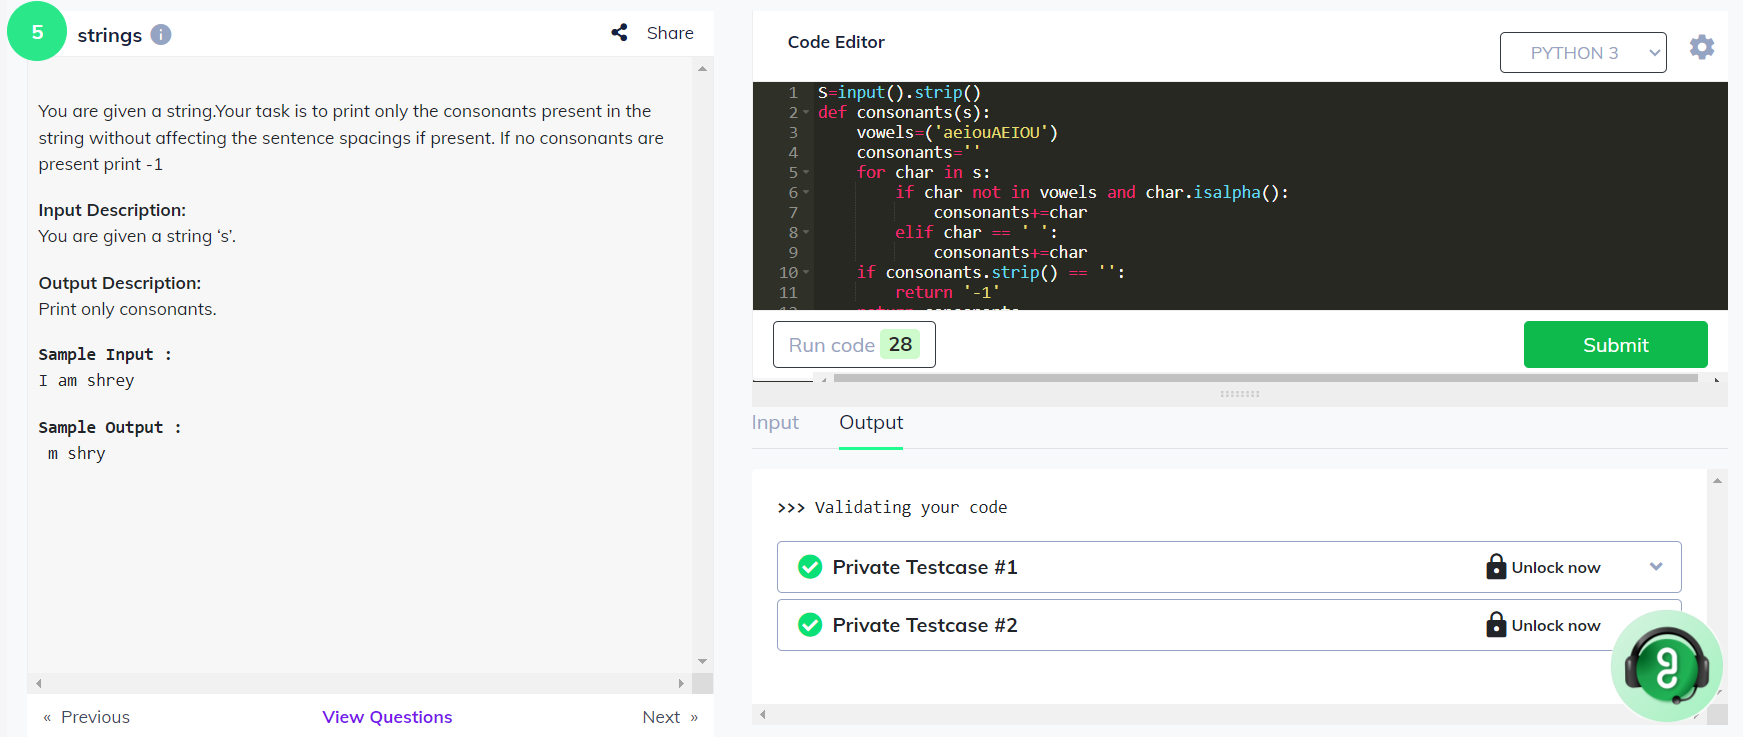 5
strings i
Share
You are given a string.Your task is to print only the consonants present in the
string without affecting the sentence spacings if present. If no consonants are
present print -1
Input Description:
You are given a string ‘s’.
Output Description:
Print only consonants.
Sample Input :
I am shrey
Sample Output :
 m shry
« Previous
View Questions
Next »
Code Editor
PYTHON 3
1 S=input().strip()
2 def consonants(s):
3     vowels=('aeiouAEIOU')
4     consonants=''
5     for char in s:
6         if char not in vowels and char.isalpha():
7             consonants+=char
8         elif char == ' ':
9             consonants+=char
10     if consonants.strip() == '':
11         return '-1'
12     return consonants
Run code 28
Submit
Input
Output
>>> Validating your code
Private Testcase #1
Unlock now
Private Testcase #2
Unlock now